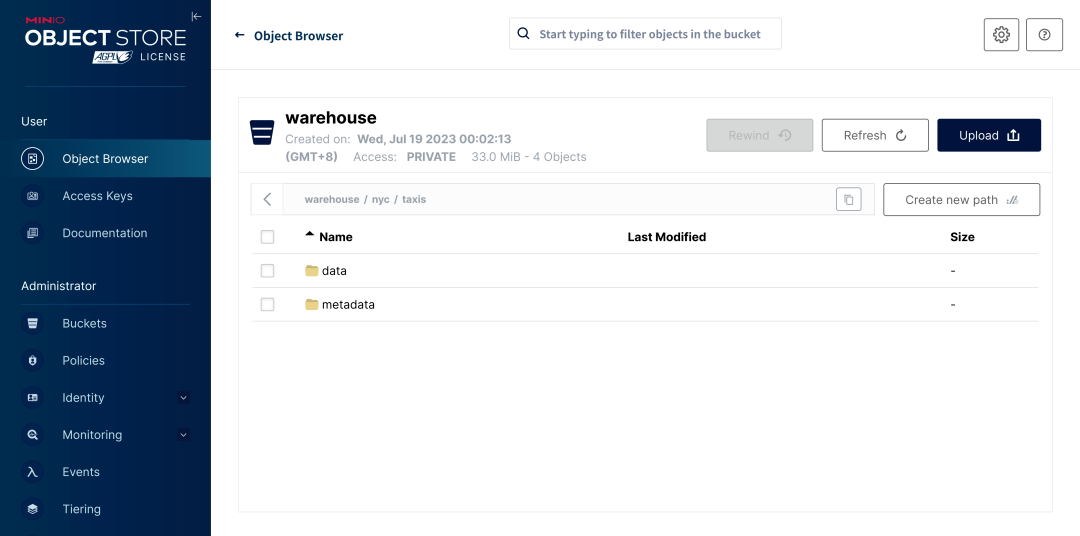 MINIO
OBJECT STORE
AGPLv3 LICENSE
User
Object Browser
Access Keys
Documentation
Administrator
Buckets
Policies
Identity
Monitoring
Events
Tiering
← Object Browser
Start typing to filter objects in the bucket
warehouse
Created on: Wed, Jul 19 2023 00:02:13
(GMT+8) Access: PRIVATE 33.0 MiB - 4 Objects
Rewind
Refresh
Upload
warehouse / nyc / taxis
Create new path
Name Last Modified Size
data -
metadata -